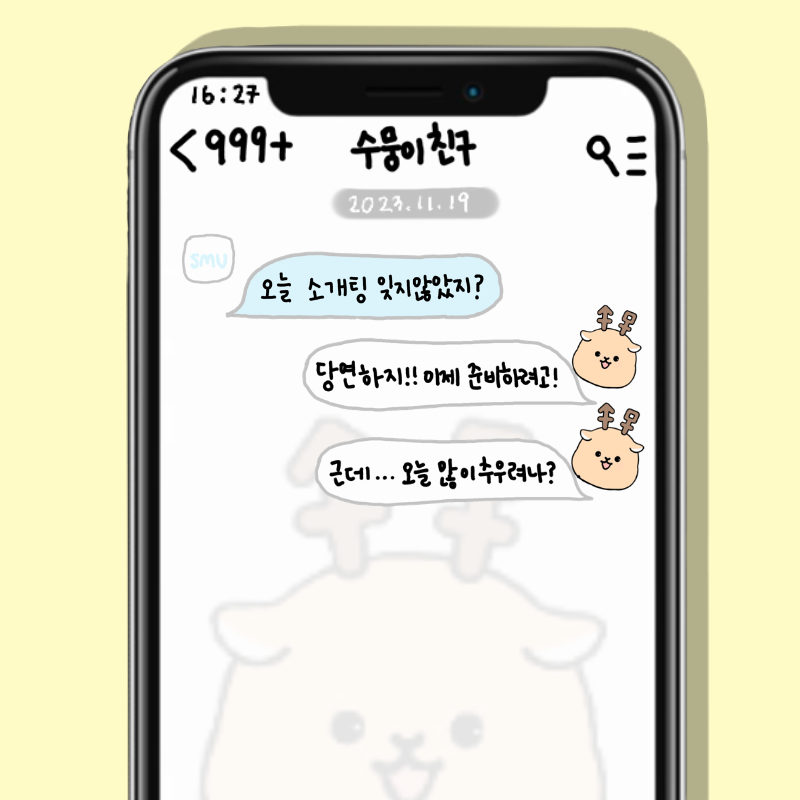 16:27
< 999+ 수뭉이친구
2023.11.19
SMU
오늘 소개팅 잊지않았지?
당연하지!! 이제 준비하려고!
근데... 오늘 많이추우려나?